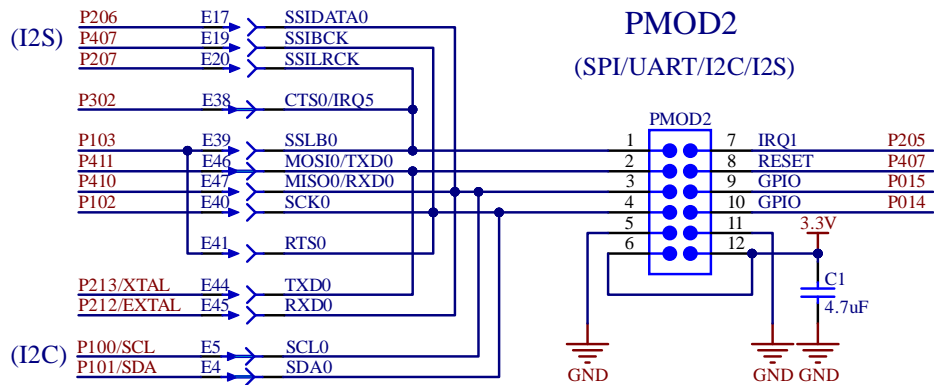 PMOD2
(SPI/UART/I2C/I2S)
(I2S)
P206 E17 SSIDATA0
P407 E19 SSIBCK
P207 E20 SSILRCK
P302 E38 CTS0/IRQ5
P103 E39 SSLB0
P411 E46 MOSI0/TXD0
P410 E47 MISO0/RXD0
P102 E40 SCK0
E41 RTS0
P213/XTAL E44 TXD0
P212/EXTAL E45 RXD0
(I2C)
P100/SCL E5 SCL0
P101/SDA E4 SDA0
PMOD2
1 7 IRQ1 P205
2 8 RESET P407
3 9 GPIO P015
4 10 GPIO P014
5 11
6 12
3.3V
C1
4.7uF
GND GND GND